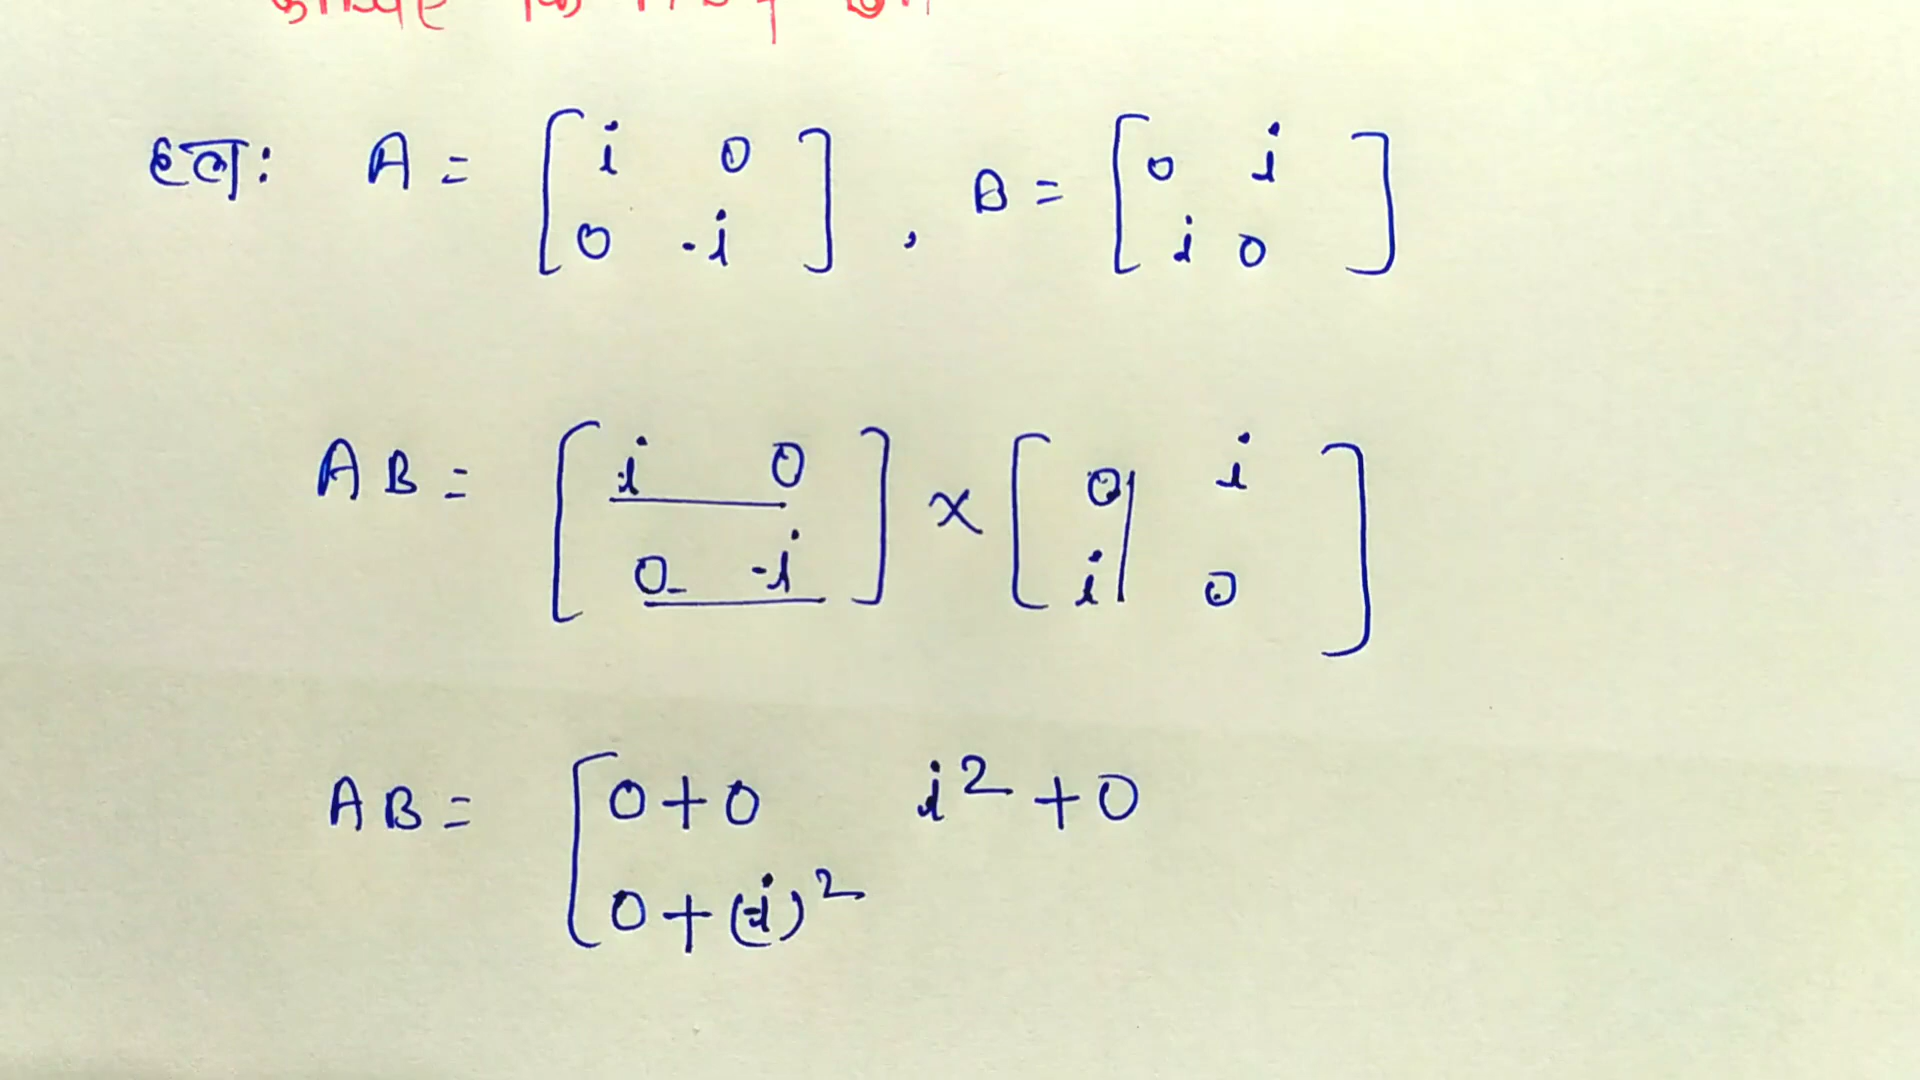 हल: A = [ i 0
0 -i ] , B = [ 0 i
i 0 ]
AB = [ i 0
0 -i ] × [ 0 i
i 0 ]
AB = [ 0+0 i² +0
0+(-i)²